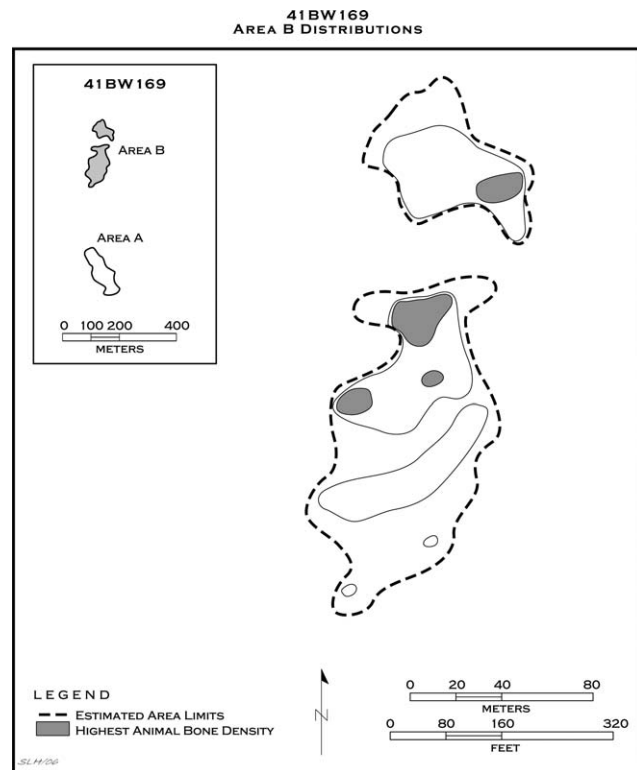 41BW169
AREA B DISTRIBUTIONS
41BW169
AREA B
AREA A
0 100 200 400
METERS
LEGEND
ESTIMATED AREA LIMITS
HIGHEST ANIMAL BONE DENSITY
N
0 20 40 80
METERS
0 80 160 320
FEET
SLH/06